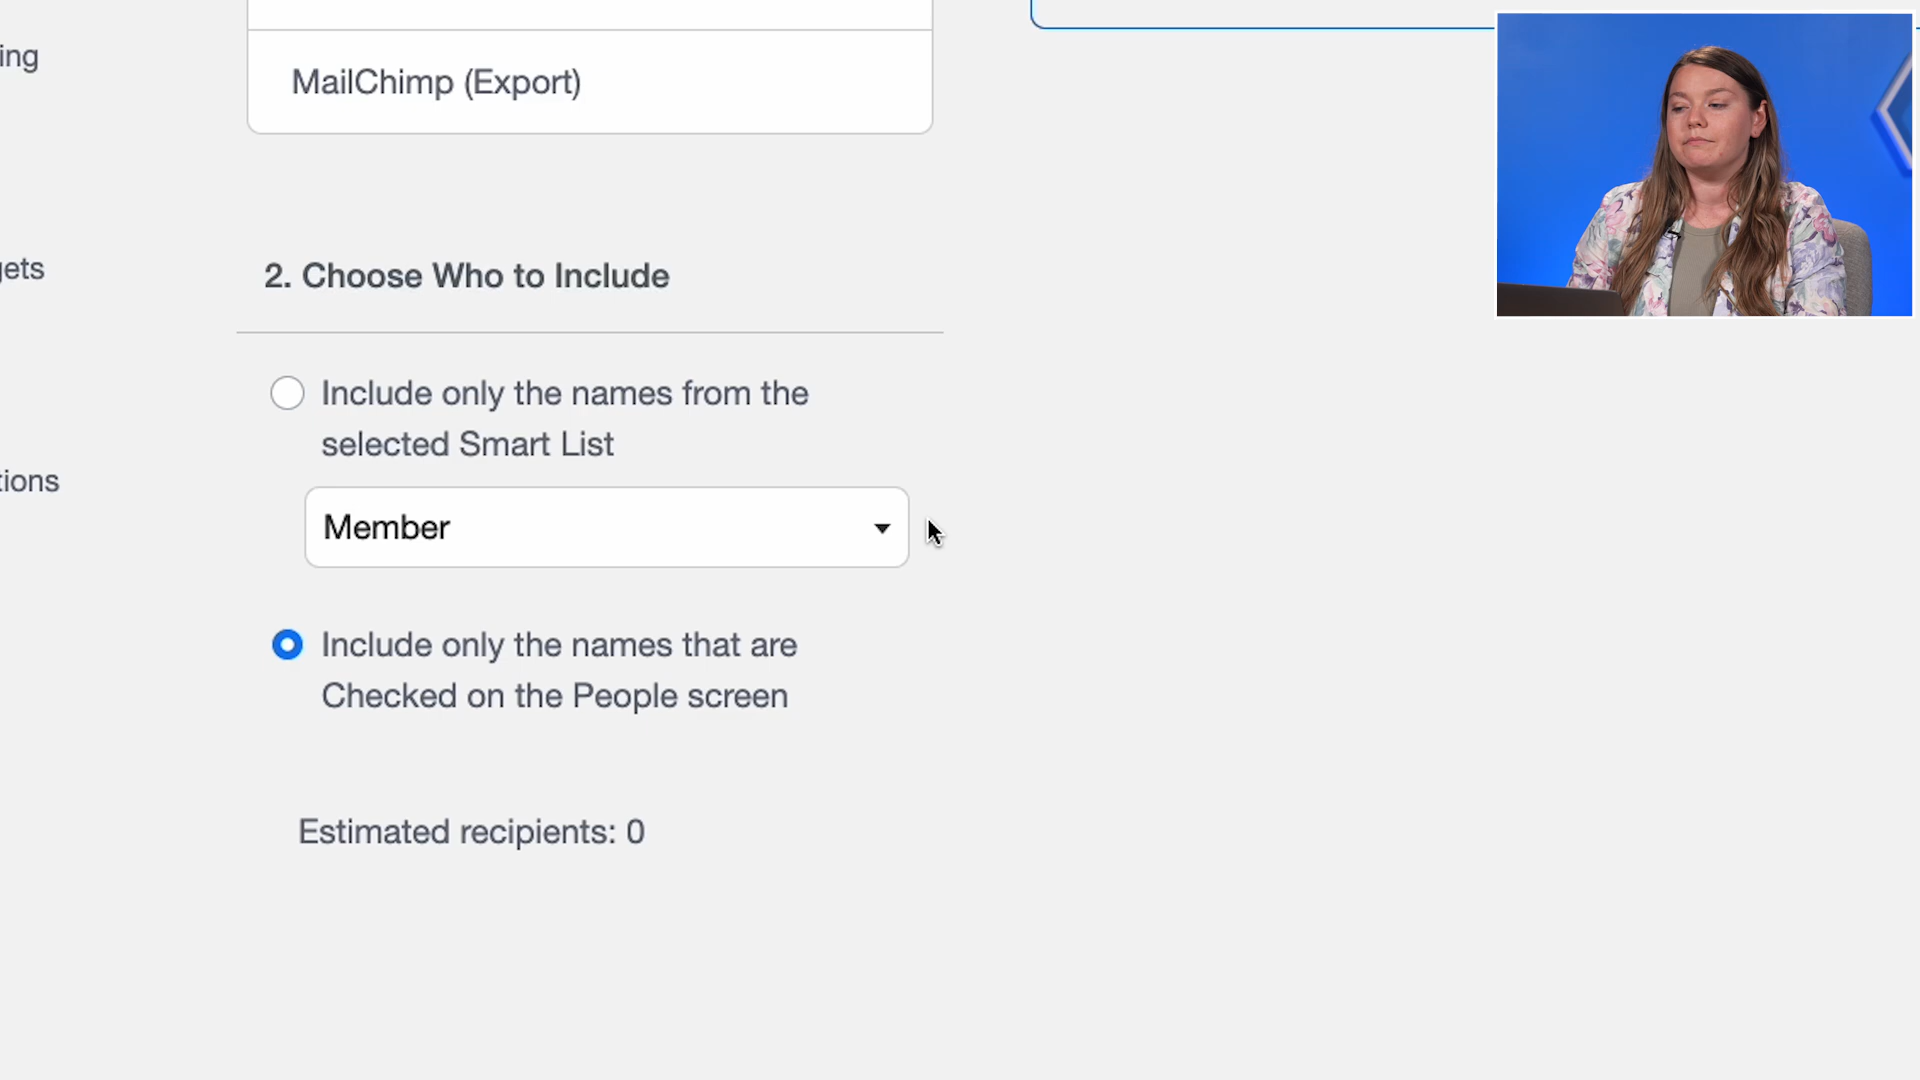 ing
MailChimp (Export)
2. Choose Who to Include
gets
Include only the names from the
selected Smart List
tions
Member
Include only the names that are
Checked on the People screen
Estimated recipients: 0